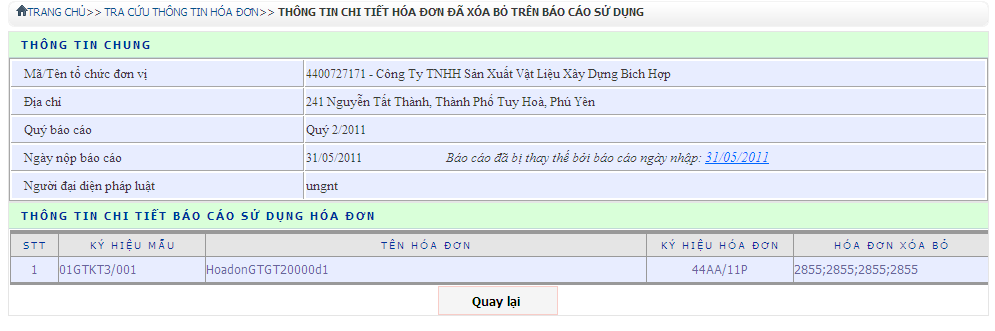 TRANG CHỦ>> TRA CỨU THÔNG TIN HÓA ĐƠN>> THÔNG TIN CHI TIẾT HÓA ĐƠN ĐÃ XÓA BỎ TRÊN BÁO CÁO SỬ DỤNG
THÔNG TIN CHUNG
Mã/Tên tổ chức đơn vị 4400727171 - Công Ty TNHH Sản Xuất Vật Liệu Xây Dựng Bích Hợp
Địa chỉ 241 Nguyễn Tất Thành, Thành Phố Tuy Hoà, Phú Yên
Quý báo cáo Quý 2/2011
Ngày nộp báo cáo 31/05/2011 Báo cáo đã bị thay thế bởi báo cáo ngày nhập: 31/05/2011
Người đại diện pháp luật ungnt
THÔNG TIN CHI TIẾT BÁO CÁO SỬ DỤNG HÓA ĐƠN
STT KÝ HIỆU MẪU TÊN HÓA ĐƠN KÝ HIỆU HÓA ĐƠN HÓA ĐƠN XÓA BỎ
1 01GTKT3/001 HoadonGTGT20000d1 44AA/11P 2855;2855;2855;2855
Quay lại